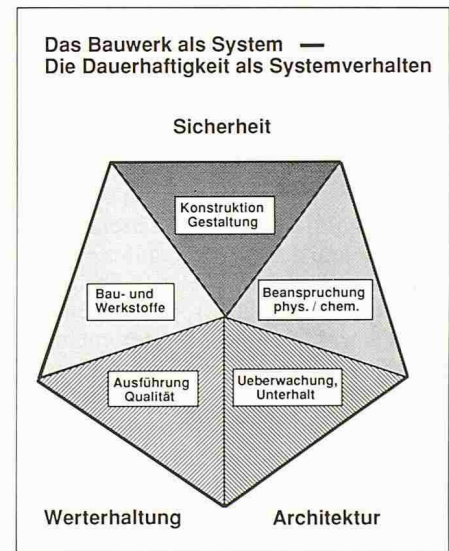 Das Bauwerk als System —
Die Dauerhaftigkeit als Systemverhalten
Sicherheit
Konstruktion
Gestaltung
Bau- und
Werkstoffe
Beanspruchung
phys. / chem.
Ausführung
Qualität
Ueberwachung,
Unterhalt
Werterhaltung
Architektur